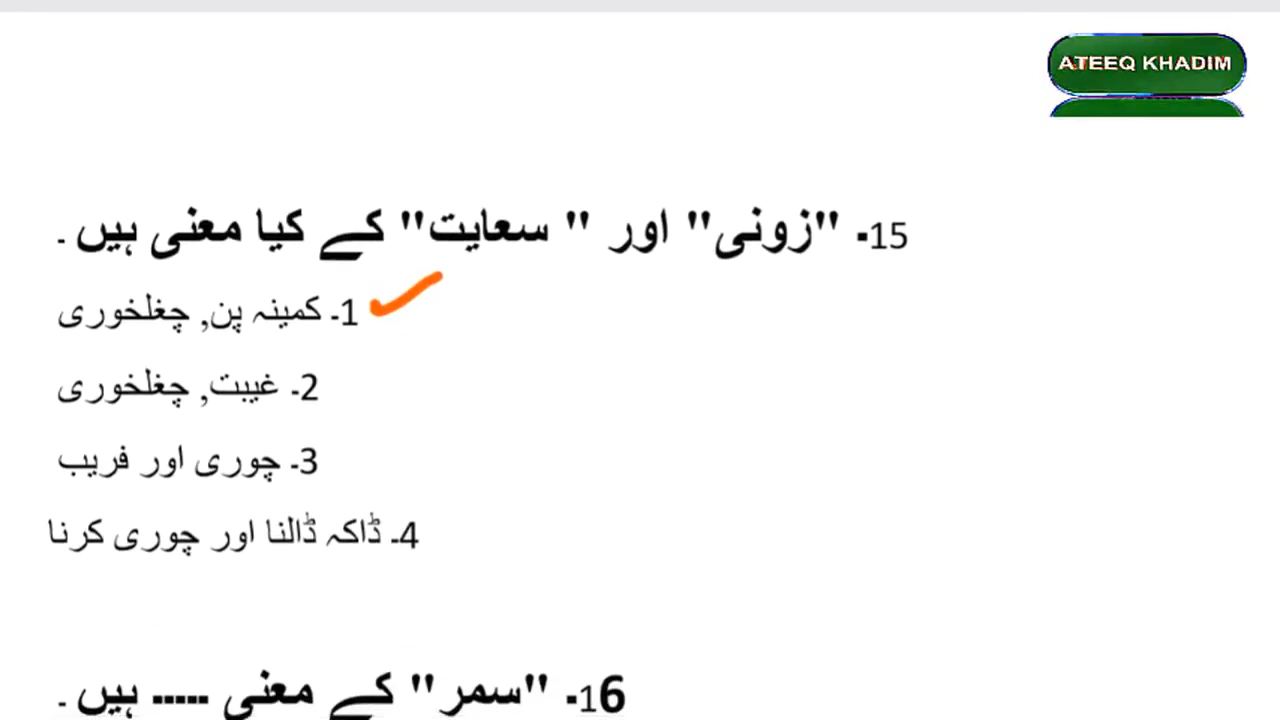 ATEEQ KHADIM
15- "زونی" اور " سعایت" کے کیا معنی ہیں ۔
1۔ کمینہ پن, چغلخوری
2۔ غیبت, چغلخوری
3۔ چوری اور فریب
4۔ ڈاکہ ڈالنا اور چوری کرنا
16- "سمر" کے معنی ----- ہیں ۔